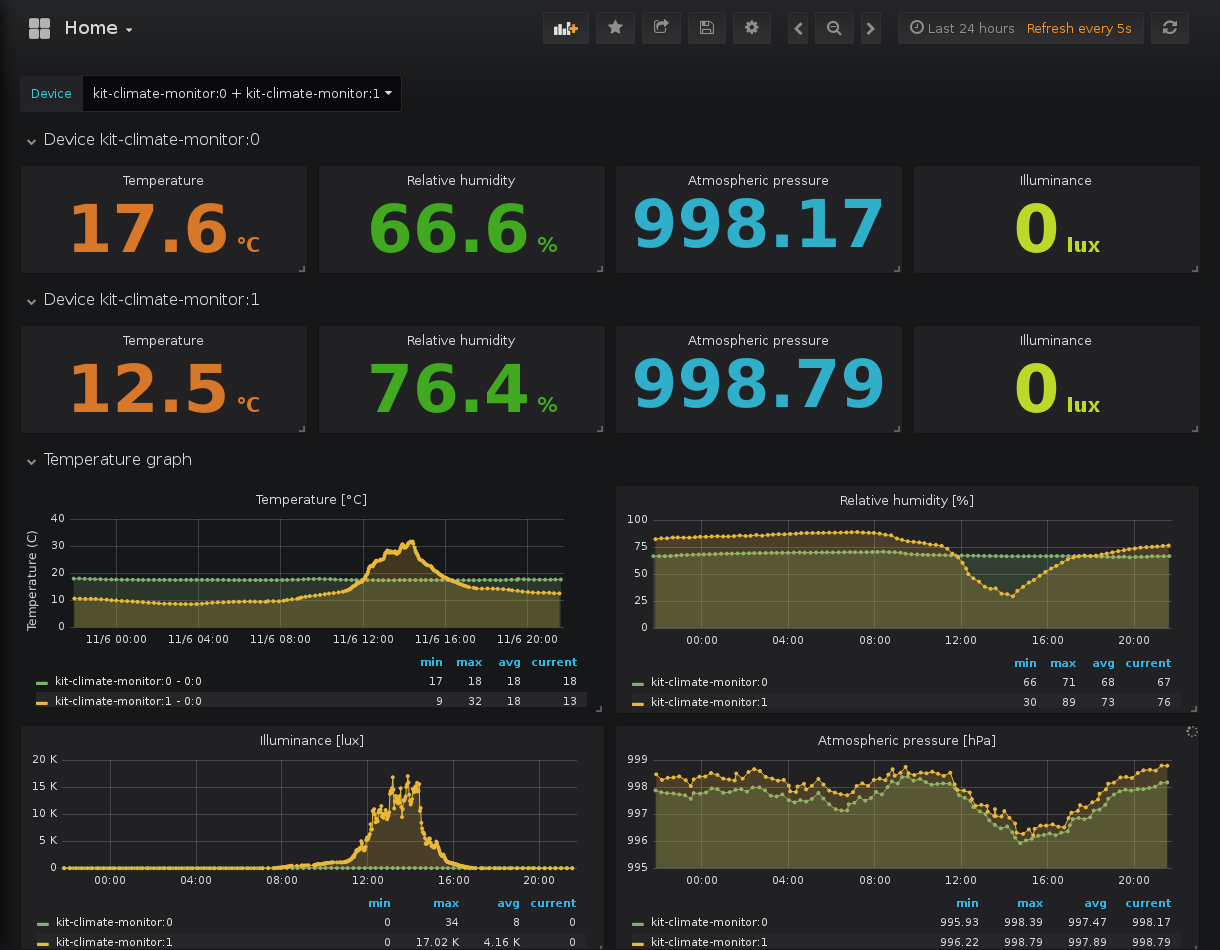 Home
Last 24 hours Refresh every 5s
Device kit-climate-monitor:0 + kit-climate-monitor:1
Device kit-climate-monitor:0
Temperature Relative humidity Atmospheric pressure Illuminance
17.6 °C 66.6 % 998.17 0 lux
Device kit-climate-monitor:1
Temperature Relative humidity Atmospheric pressure Illuminance
12.5 °C 76.4 % 998.79 0 lux
Temperature graph
Temperature [°C]
Temperature (C)
40
30
20
10
0
11/6 00:00 11/6 04:00 11/6 08:00 11/6 12:00 11/6 16:00 11/6 20:00
min max avg current
kit-climate-monitor:0 - 0:0 17 18 18 18
kit-climate-monitor:1 - 0:0 9 32 18 13
Relative humidity [%]
100
75
50
25
0
00:00 04:00 08:00 12:00 16:00 20:00
min max avg current
kit-climate-monitor:0 66 71 68 67
kit-climate-monitor:1 30 89 73 76
Illuminance [lux]
20 K
15 K
10 K
5 K
0
00:00 04:00 08:00 12:00 16:00 20:00
min max avg current
kit-climate-monitor:0 0 34 8 0
kit-climate-monitor:1 0 17.02 K 4.16 K 0
Atmospheric pressure [hPa]
999
998
997
996
995
00:00 04:00 08:00 12:00 16:00 20:00
min max avg current
kit-climate-monitor:0 995.93 998.39 997.47 998.17
kit-climate-monitor:1 996.22 998.79 997.89 998.79